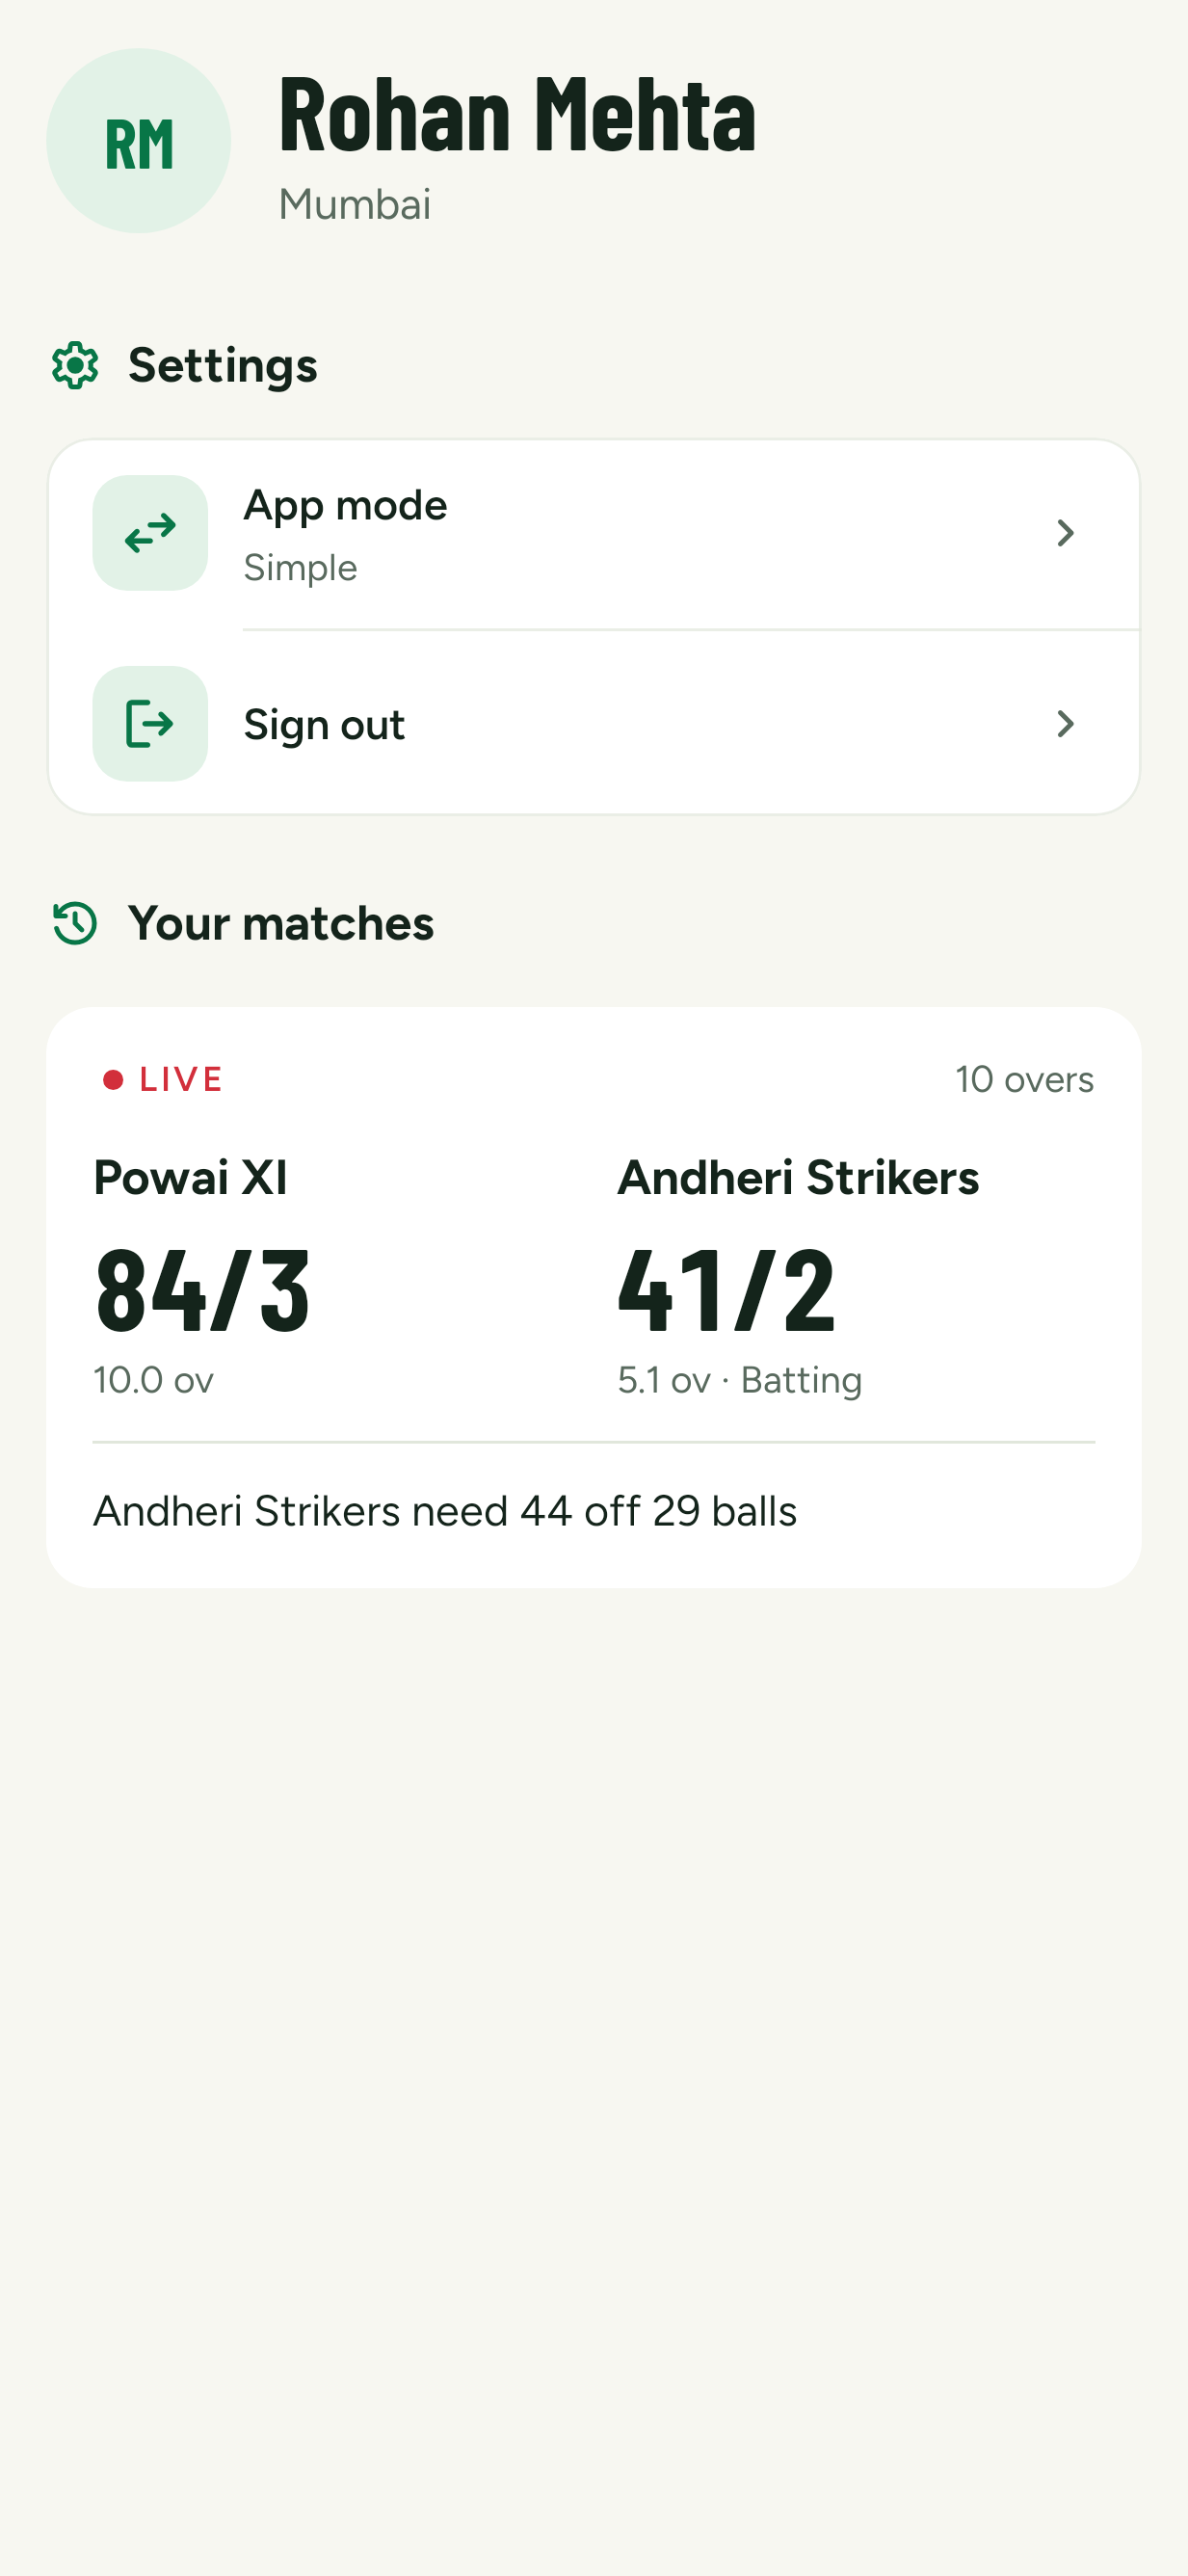 RM
Rohan Mehta
Mumbai
Settings
App mode
Simple
Sign out
Your matches
LIVE
10 overs
Powai XI
Andheri Strikers
84/3
41/2
10.0 ov
5.1 ov · Batting
Andheri Strikers need 44 off 29 balls